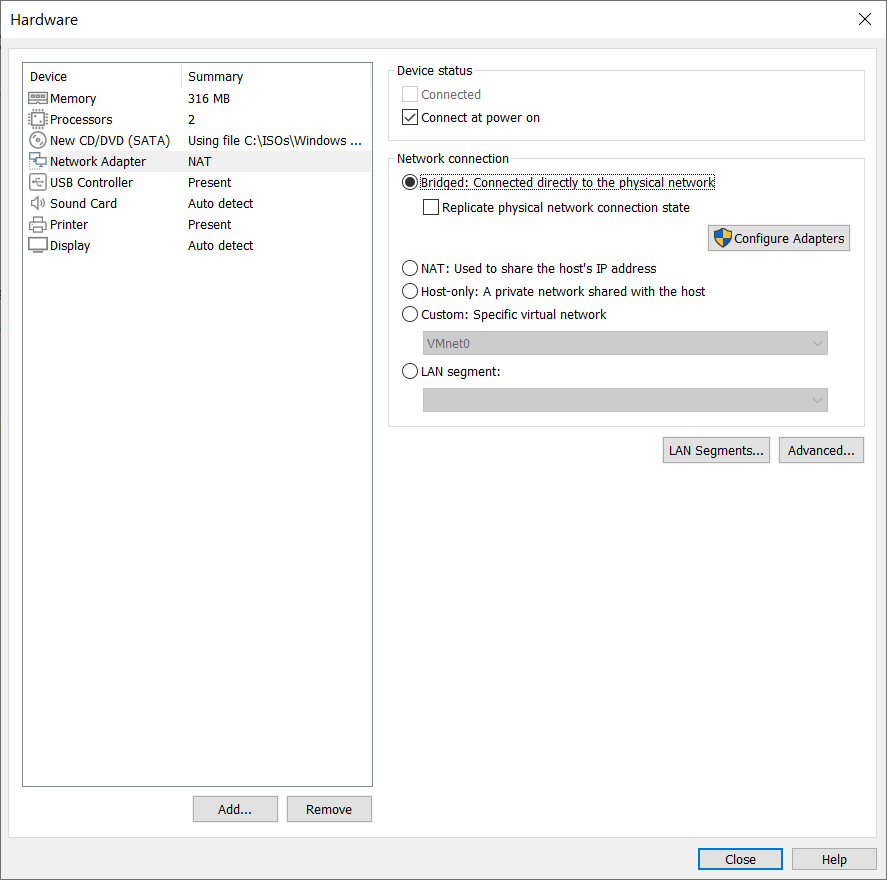 Hardware
Device Summary
Memory 316 MB
Processors 2
New CD/DVD (SATA) Using file C:\ISOs\Windows ...
Network Adapter NAT
USB Controller Present
Sound Card Auto detect
Printer Present
Display Auto detect
Add...
Remove
Device status
Connected
Connect at power on
Network connection
Bridged: Connected directly to the physical network
Replicate physical network connection state
Configure Adapters
NAT: Used to share the host's IP address
Host-only: A private network shared with the host
Custom: Specific virtual network
VMnet0
LAN segment:
LAN Segments...
Advanced...
Close
Help